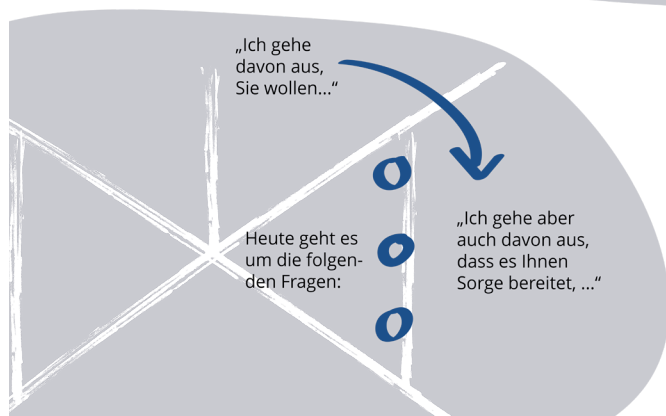 „Ich gehe
davon aus,
Sie wollen...“
Heute geht es
um die folgen-
den Fragen:
„Ich gehe aber
auch davon aus,
dass es Ihnen
Sorge bereitet, ...“